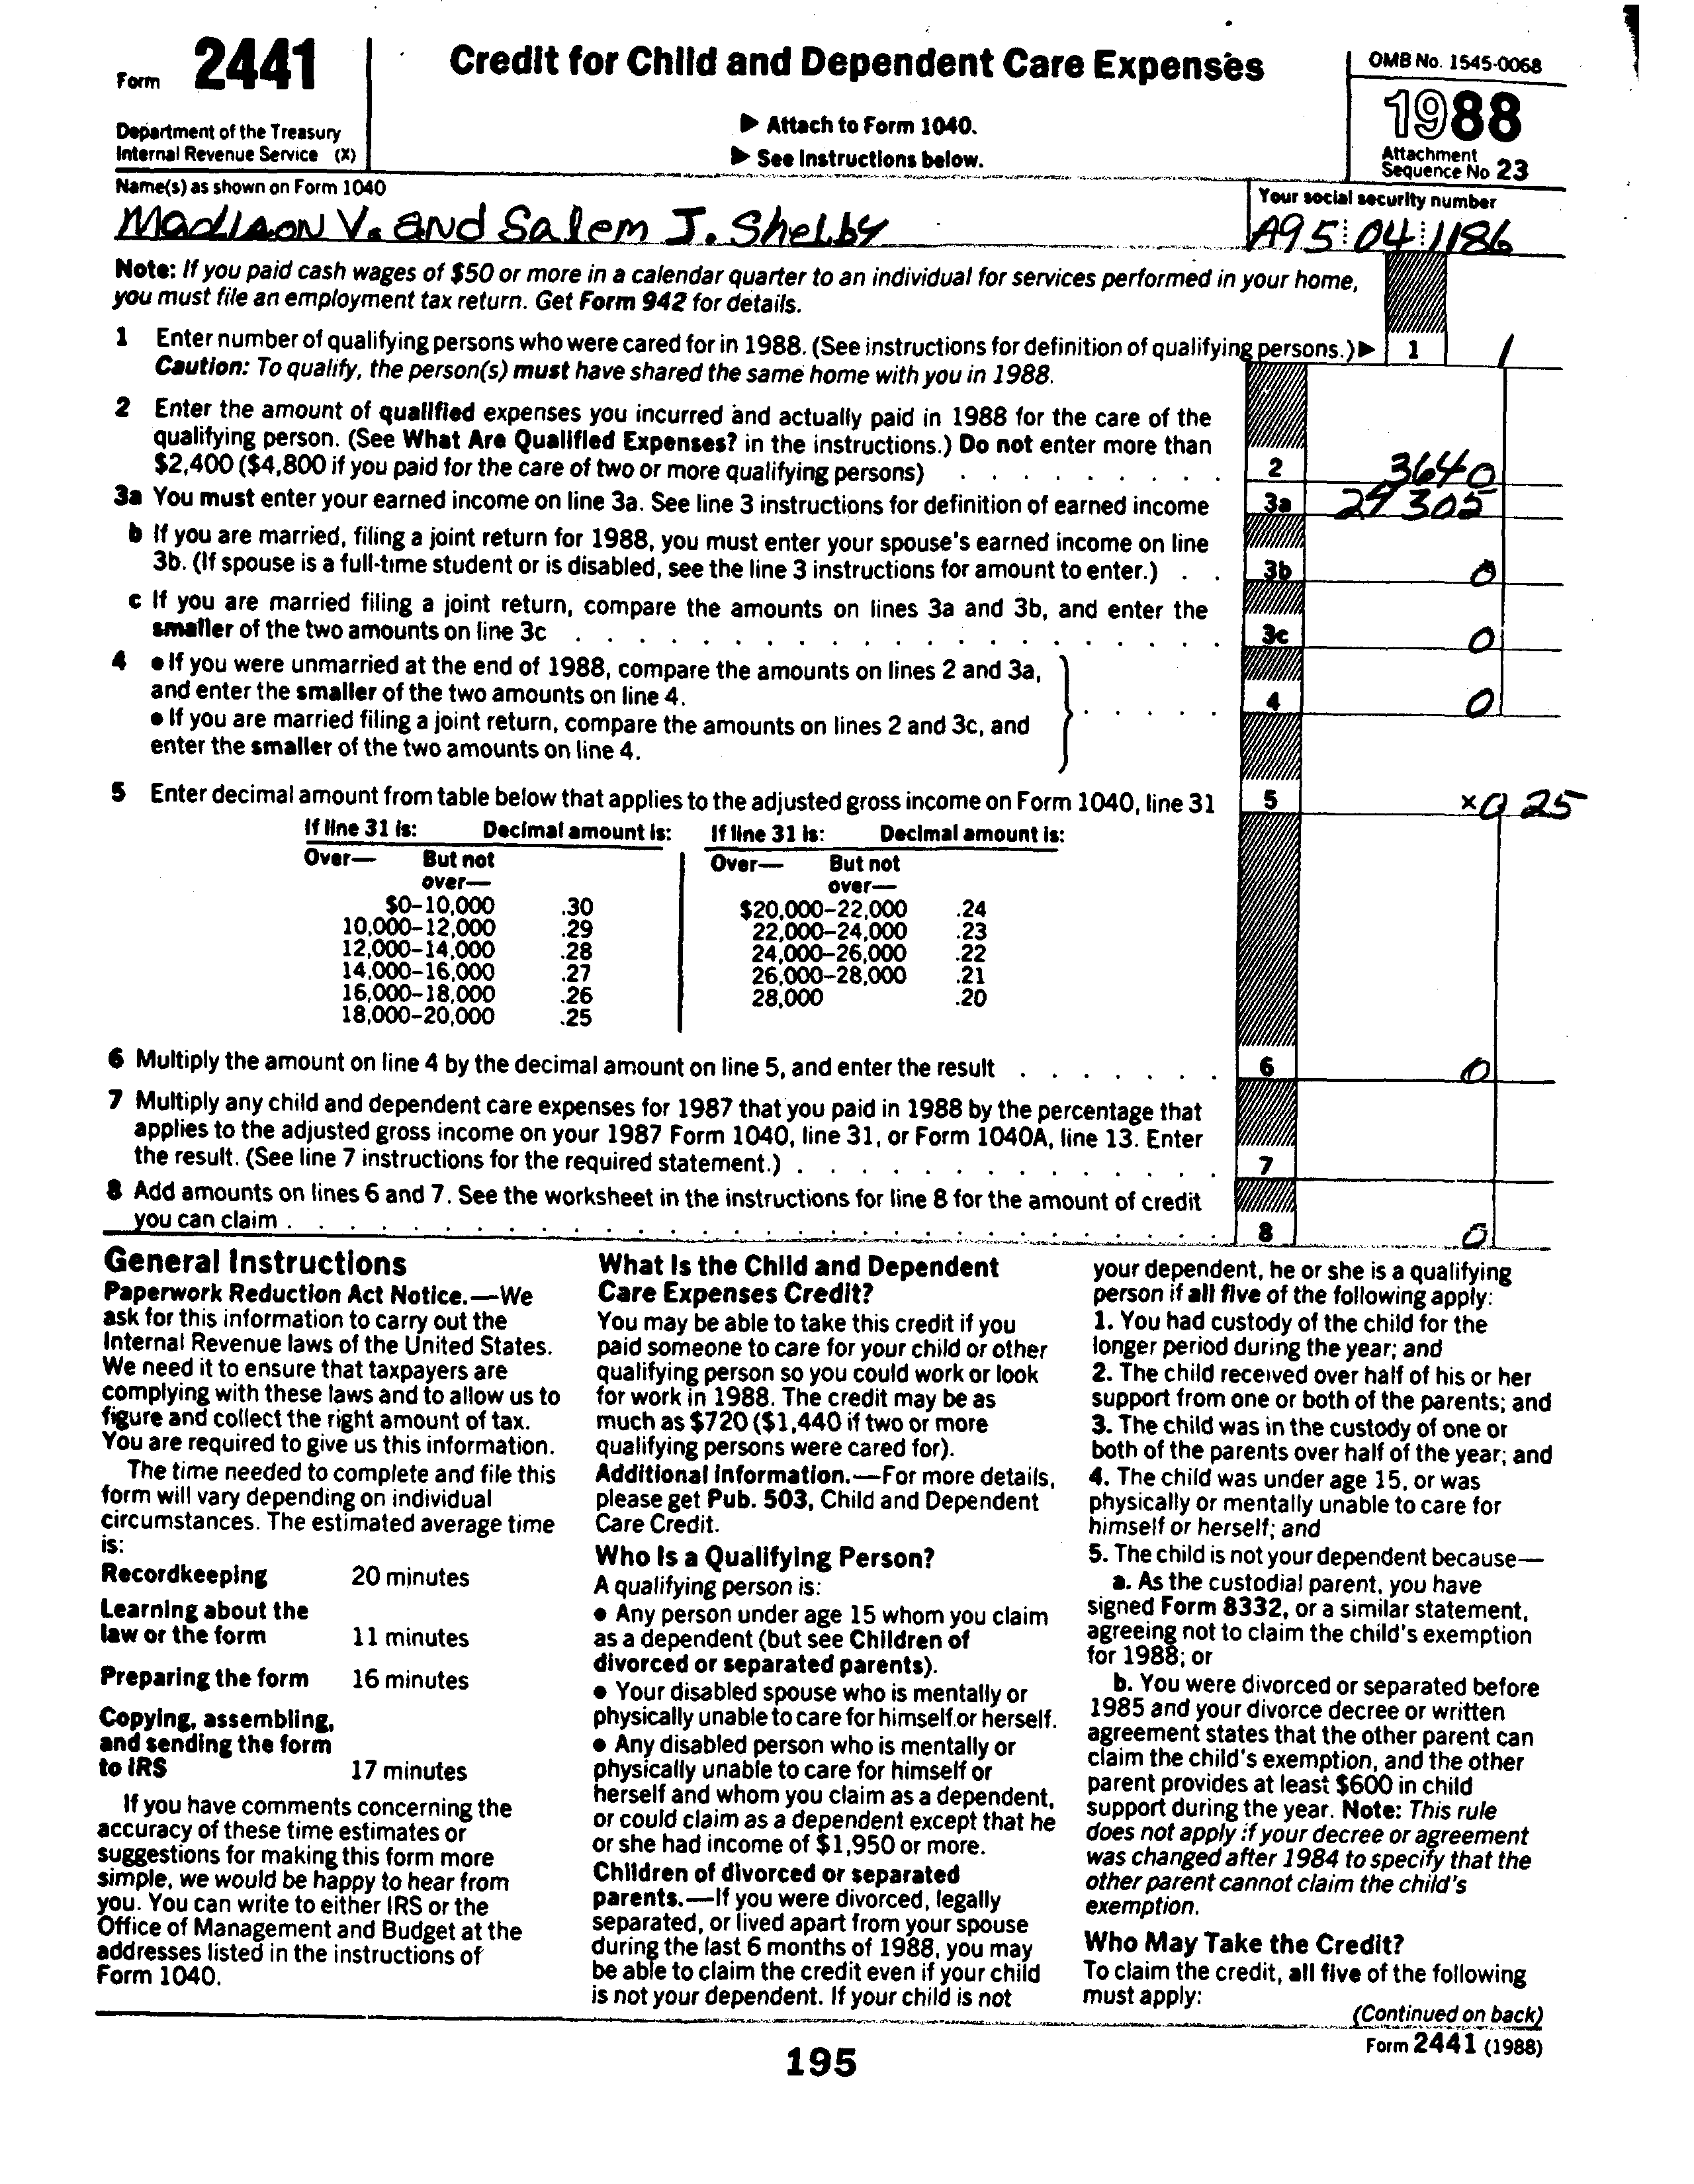 Form 2441
Department of the Treasury
Internal Revenue Service (X)
Credit for Child and Dependent Care Expenses
▶ Attach to Form 1040.
▶ See Instructions below.
OMB No. 1545-0068
1988
Attachment
Sequence No 23
Name(s) as shown on Form 1040
Madison V. and Salem J. Shelby
Your social security number
A95 04 1186
Note: If you paid cash wages of $50 or more in a calendar quarter to an individual for services performed in your home,
you must file an employment tax return. Get Form 942 for details.
1 Enter number of qualifying persons who were cared for in 1988. (See instructions for definition of qualifying persons.) ▶ 1 1
Caution: To qualify, the person(s) must have shared the same home with you in 1988.
2 Enter the amount of qualified expenses you incurred and actually paid in 1988 for the care of the
qualifying person. (See What Are Qualified Expenses? in the instructions.) Do not enter more than
$2,400 ($4,800 if you paid for the care of two or more qualifying persons) . . . . . . . . . 2 3640
3a You must enter your earned income on line 3a. See line 3 instructions for definition of earned income 3a 305
b If you are married, filing a joint return for 1988, you must enter your spouse's earned income on line
3b. (If spouse is a full-time student or is disabled, see the line 3 instructions for amount to enter.) . . 3b 0
c If you are married filing a joint return, compare the amounts on lines 3a and 3b, and enter the
smaller of the two amounts on line 3c . . . . . . . . . . . . . . . . . . . . . 3c 0
4 ● If you were unmarried at the end of 1988, compare the amounts on lines 2 and 3a,
and enter the smaller of the two amounts on line 4. . . . . . 4 0
● If you are married filing a joint return, compare the amounts on lines 2 and 3c, and
enter the smaller of the two amounts on line 4.
5 Enter decimal amount from table below that applies to the adjusted gross income on Form 1040, line 31 5 ×0 25
If line 31 is: Decimal amount is: If line 31 is: Decimal amount is:
Over— But not Over— But not
over— over—
$0–10,000 .30 $20,000–22,000 .24
10,000–12,000 .29 22,000–24,000 .23
12,000–14,000 .28 24,000–26,000 .22
14,000–16,000 .27 26,000–28,000 .21
16,000–18,000 .26 28,000 .20
18,000–20,000 .25
6 Multiply the amount on line 4 by the decimal amount on line 5, and enter the result . . . . . . . 6 0
7 Multiply any child and dependent care expenses for 1987 that you paid in 1988 by the percentage that
applies to the adjusted gross income on your 1987 Form 1040, line 31, or Form 1040A, line 13. Enter
the result. (See line 7 instructions for the required statement.) . . . . . . . . . . . . . . 7
8 Add amounts on lines 6 and 7. See the worksheet in the instructions for line 8 for the amount of credit
you can claim . . . . . . . . . . . . . . . . . . . . . . . . . . . . . 8 0
General Instructions
Paperwork Reduction Act Notice.—We
ask for this information to carry out the
Internal Revenue laws of the United States.
We need it to ensure that taxpayers are
complying with these laws and to allow us to
figure and collect the right amount of tax.
You are required to give us this information.
The time needed to complete and file this
form will vary depending on individual
circumstances. The estimated average time
is:
Recordkeeping 20 minutes
Learning about the
law or the form 11 minutes
Preparing the form 16 minutes
Copying, assembling,
and sending the form
to IRS 17 minutes
If you have comments concerning the
accuracy of these time estimates or
suggestions for making this form more
simple, we would be happy to hear from
you. You can write to either IRS or the
Office of Management and Budget at the
addresses listed in the instructions of
Form 1040.
What Is the Child and Dependent
Care Expenses Credit?
You may be able to take this credit if you
paid someone to care for your child or other
qualifying person so you could work or look
for work in 1988. The credit may be as
much as $720 ($1,440 if two or more
qualifying persons were cared for).
Additional Information.—For more details,
please get Pub. 503, Child and Dependent
Care Credit.
Who Is a Qualifying Person?
A qualifying person is:
● Any person under age 15 whom you claim
as a dependent (but see Children of
divorced or separated parents).
● Your disabled spouse who is mentally or
physically unable to care for himself or herself.
● Any disabled person who is mentally or
physically unable to care for himself or
herself and whom you claim as a dependent,
or could claim as a dependent except that he
or she had income of $1,950 or more.
Children of divorced or separated
parents.—If you were divorced, legally
separated, or lived apart from your spouse
during the last 6 months of 1988, you may
be able to claim the credit even if your child
is not your dependent. If your child is not
your dependent, he or she is a qualifying
person if all five of the following apply:
1. You had custody of the child for the
longer period during the year; and
2. The child received over half of his or her
support from one or both of the parents; and
3. The child was in the custody of one or
both of the parents over half of the year; and
4. The child was under age 15, or was
physically or mentally unable to care for
himself or herself; and
5. The child is not your dependent because—
a. As the custodial parent, you have
signed Form 8332, or a similar statement,
agreeing not to claim the child's exemption
for 1988; or
b. You were divorced or separated before
1985 and your divorce decree or written
agreement states that the other parent can
claim the child's exemption, and the other
parent provides at least $600 in child
support during the year. Note: This rule
does not apply if your decree or agreement
was changed after 1984 to specify that the
other parent cannot claim the child's
exemption.
Who May Take the Credit?
To claim the credit, all five of the following
must apply:
(Continued on back)
Form 2441 (1988)
195